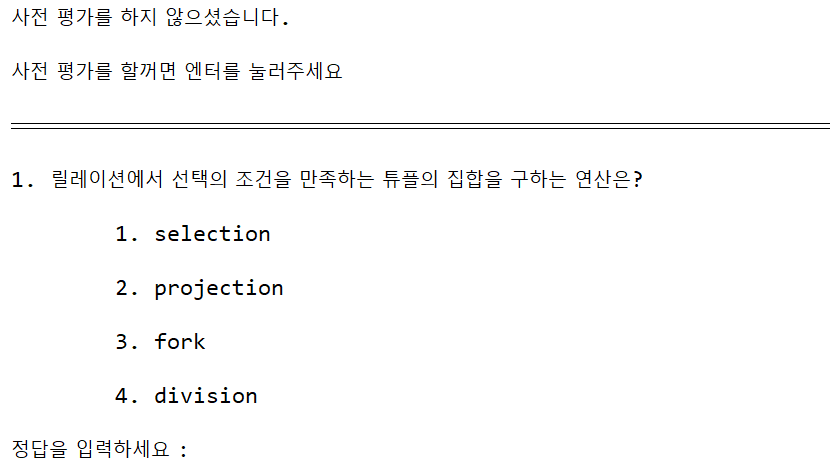 사전 평가를 하지 않으셨습니다.
사전 평가를 할꺼면 엔터를 눌러주세요
1. 릴레이션에서 선택의 조건을 만족하는 튜플의 집합을 구하는 연산은?
1. selection
2. projection
3. fork
4. division
정답을 입력하세요 :